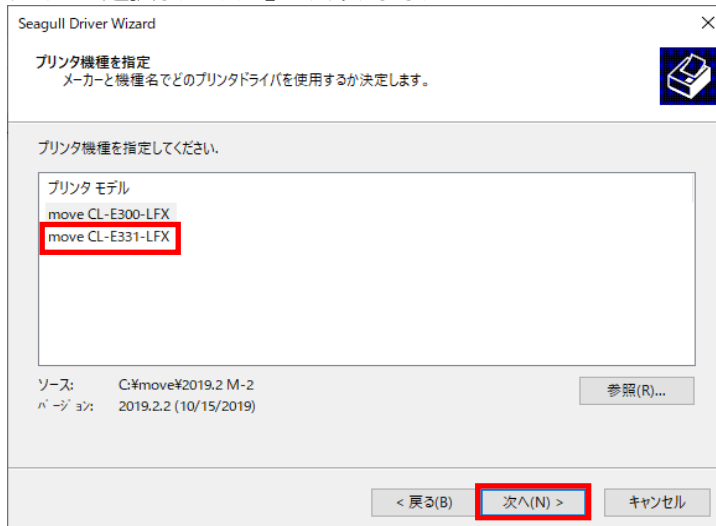 Seagull Driver Wizard
プリンタ機種を指定
メーカーと機種名でどのプリンタドライバを使用するか決定します。
プリンタ機種を指定してください.
プリンタ モデル
move CL-E300-LFX
move CL-E331-LFX
ソース: C:¥move¥2019.2 M-2
参照(R)...
バージョン: 2019.2.2 (10/15/2019)
< 戻る(B) 次へ(N) > キャンセル